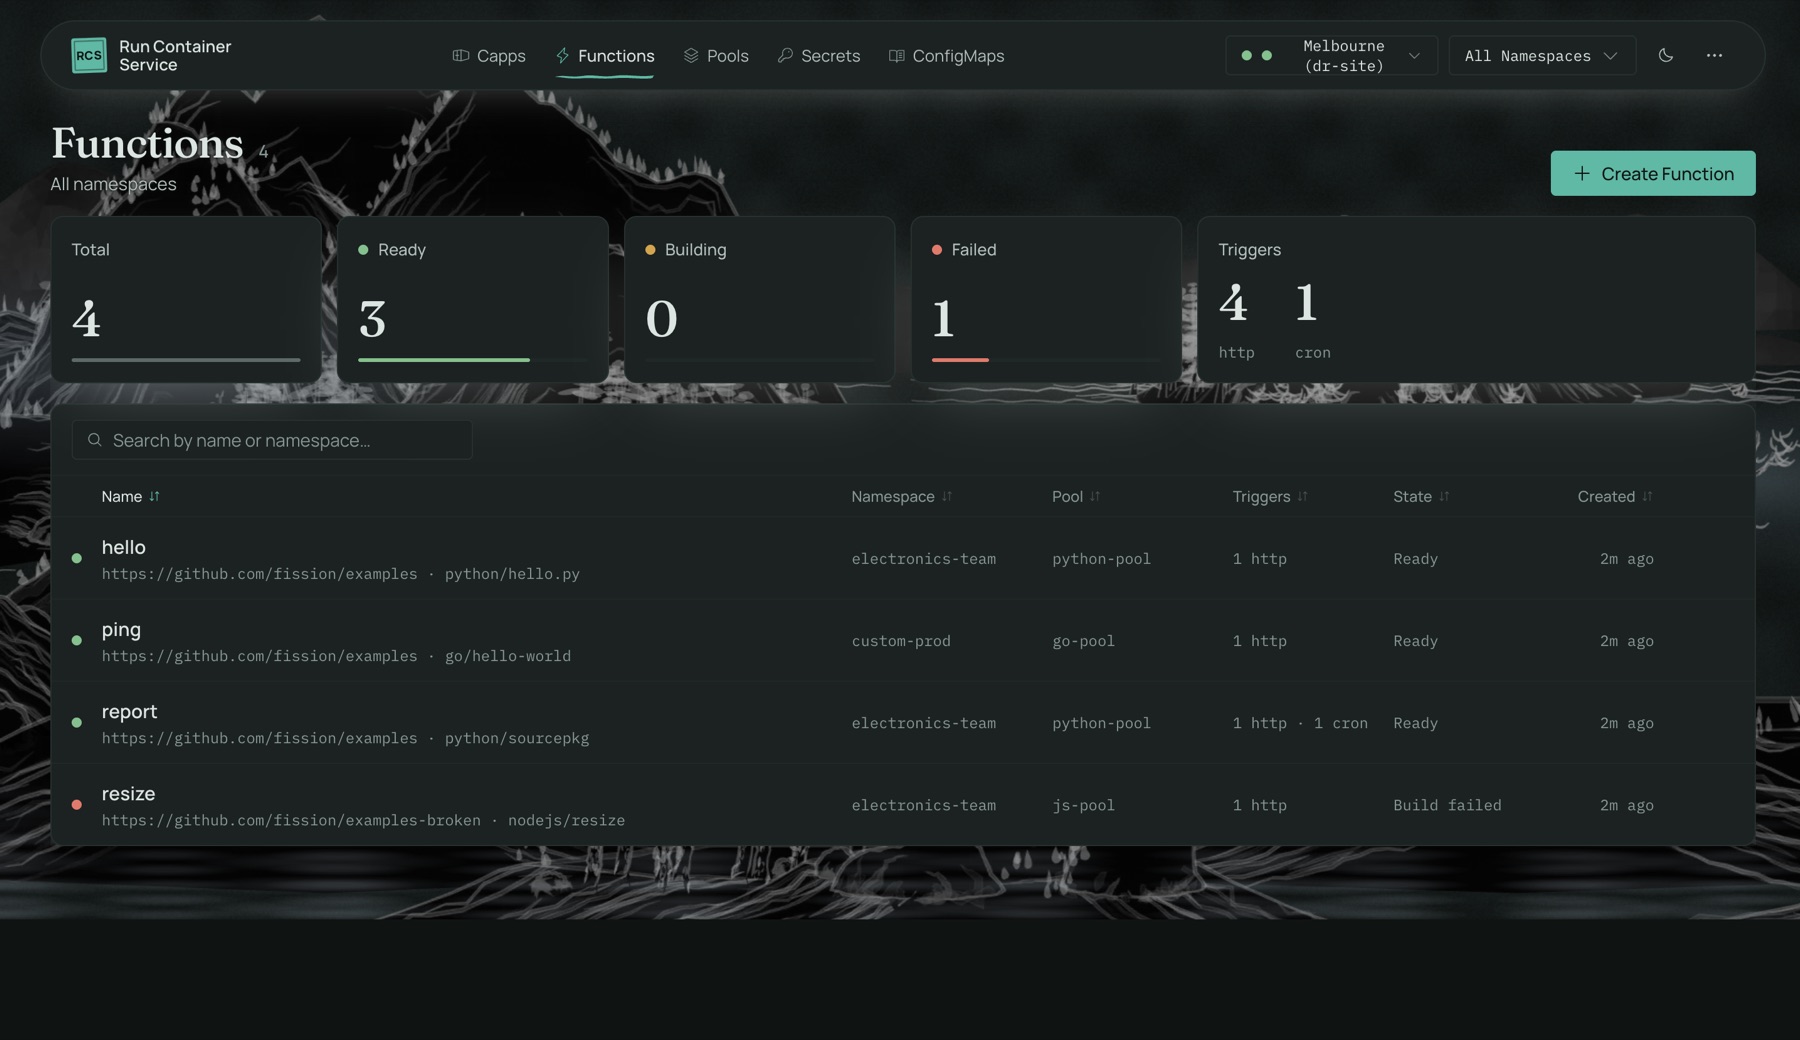 RCS
Run Container
Service
Capps
Functions
Pools
Secrets
ConfigMaps
Melbourne
(dr-site)
All Namespaces
Functions 4
All namespaces
+ Create Function
Total
4
Ready
3
Building
0
Failed
1
Triggers
4 1
http cron
Search by name or namespace...
Name Namespace Pool Triggers State Created
hello
https://github.com/fission/examples · python/hello.py
electronics-team python-pool 1 http Ready 2m ago
ping
https://github.com/fission/examples · go/hello-world
custom-prod go-pool 1 http Ready 2m ago
report
https://github.com/fission/examples · python/sourcepkg
electronics-team python-pool 1 http · 1 cron Ready 2m ago
resize
https://github.com/fission/examples-broken · nodejs/resize
electronics-team js-pool 1 http Build failed 2m ago